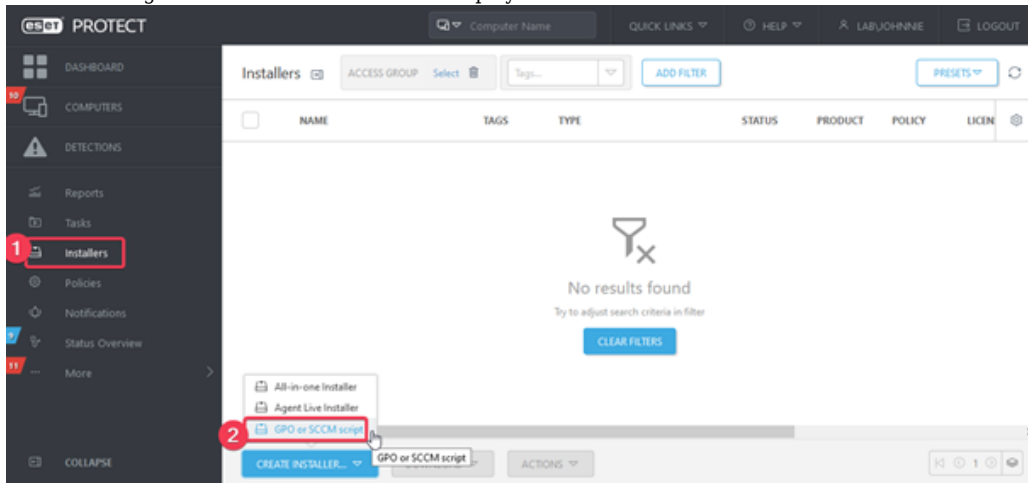 eset PROTECT
Computer Name
QUICK LINKS
HELP
LAB\JOHNNIE
LOGOUT
DASHBOARD
Installers
ACCESS GROUP Select
Tags...
ADD FILTER
PRESETS
COMPUTERS
NAME TAGS TYPE STATUS PRODUCT POLICY LICEN
DETECTIONS
Reports
Tasks
1
Installers
Policies
Notifications
Status Overview
11
More
No results found
Try to adjust search criteria in filter
CLEAR FILTERS
All-in-one Installer
Agent Live Installer
2
GPO or SCCM script
GPO or SCCM script
COLLAPSE
CREATE INSTALLER...
ACTIONS
1